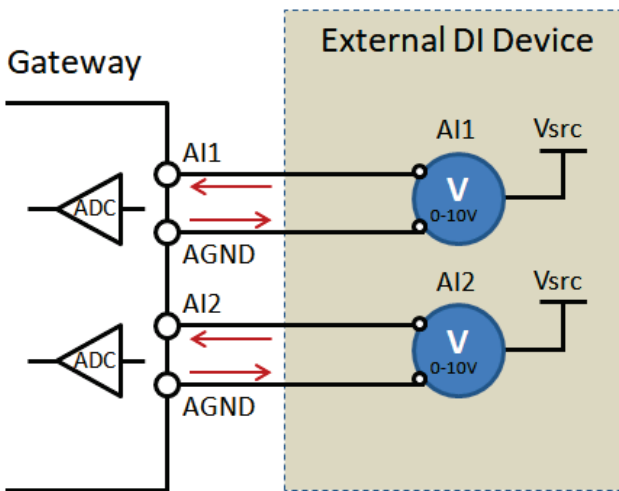 External DI Device
Gateway
AI1
AI1
Vsrc
ADC
V
0-10V
AGND
AI2
AI2
Vsrc
ADC
V
0-10V
AGND